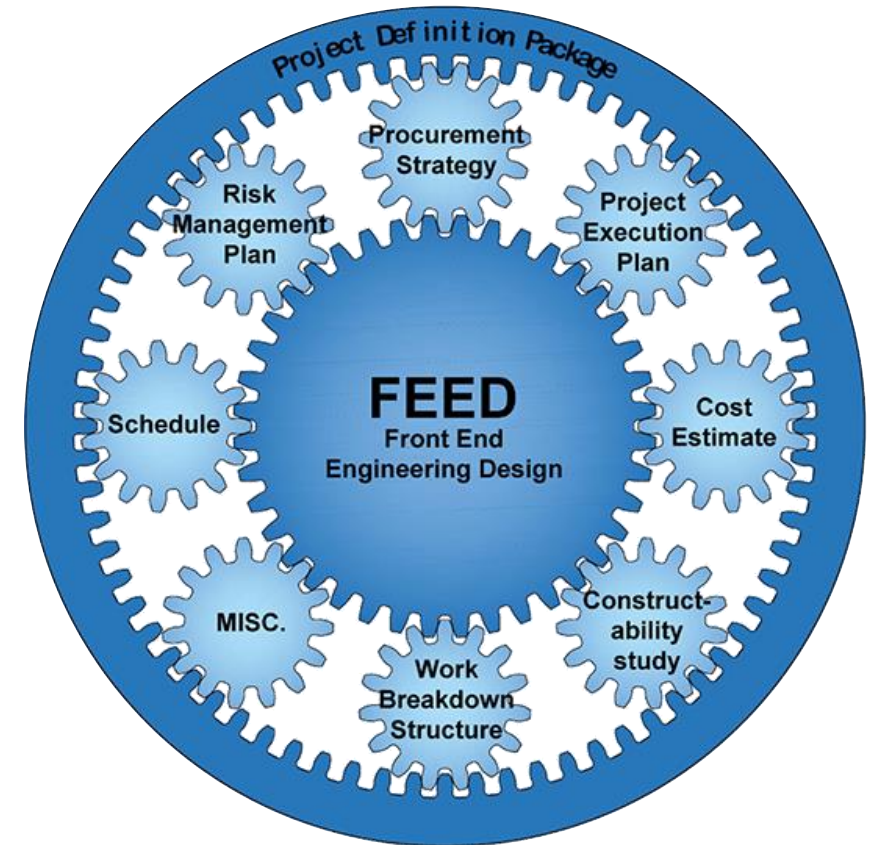 Project Definition Package
Procurement
Strategy
Risk
Management
Plan
Project
Execution
Plan
Schedule
FEED
Front End
Engineering Design
Cost
Estimate
MISC.
Construct-
ability
study
Work
Breakdown
Structure